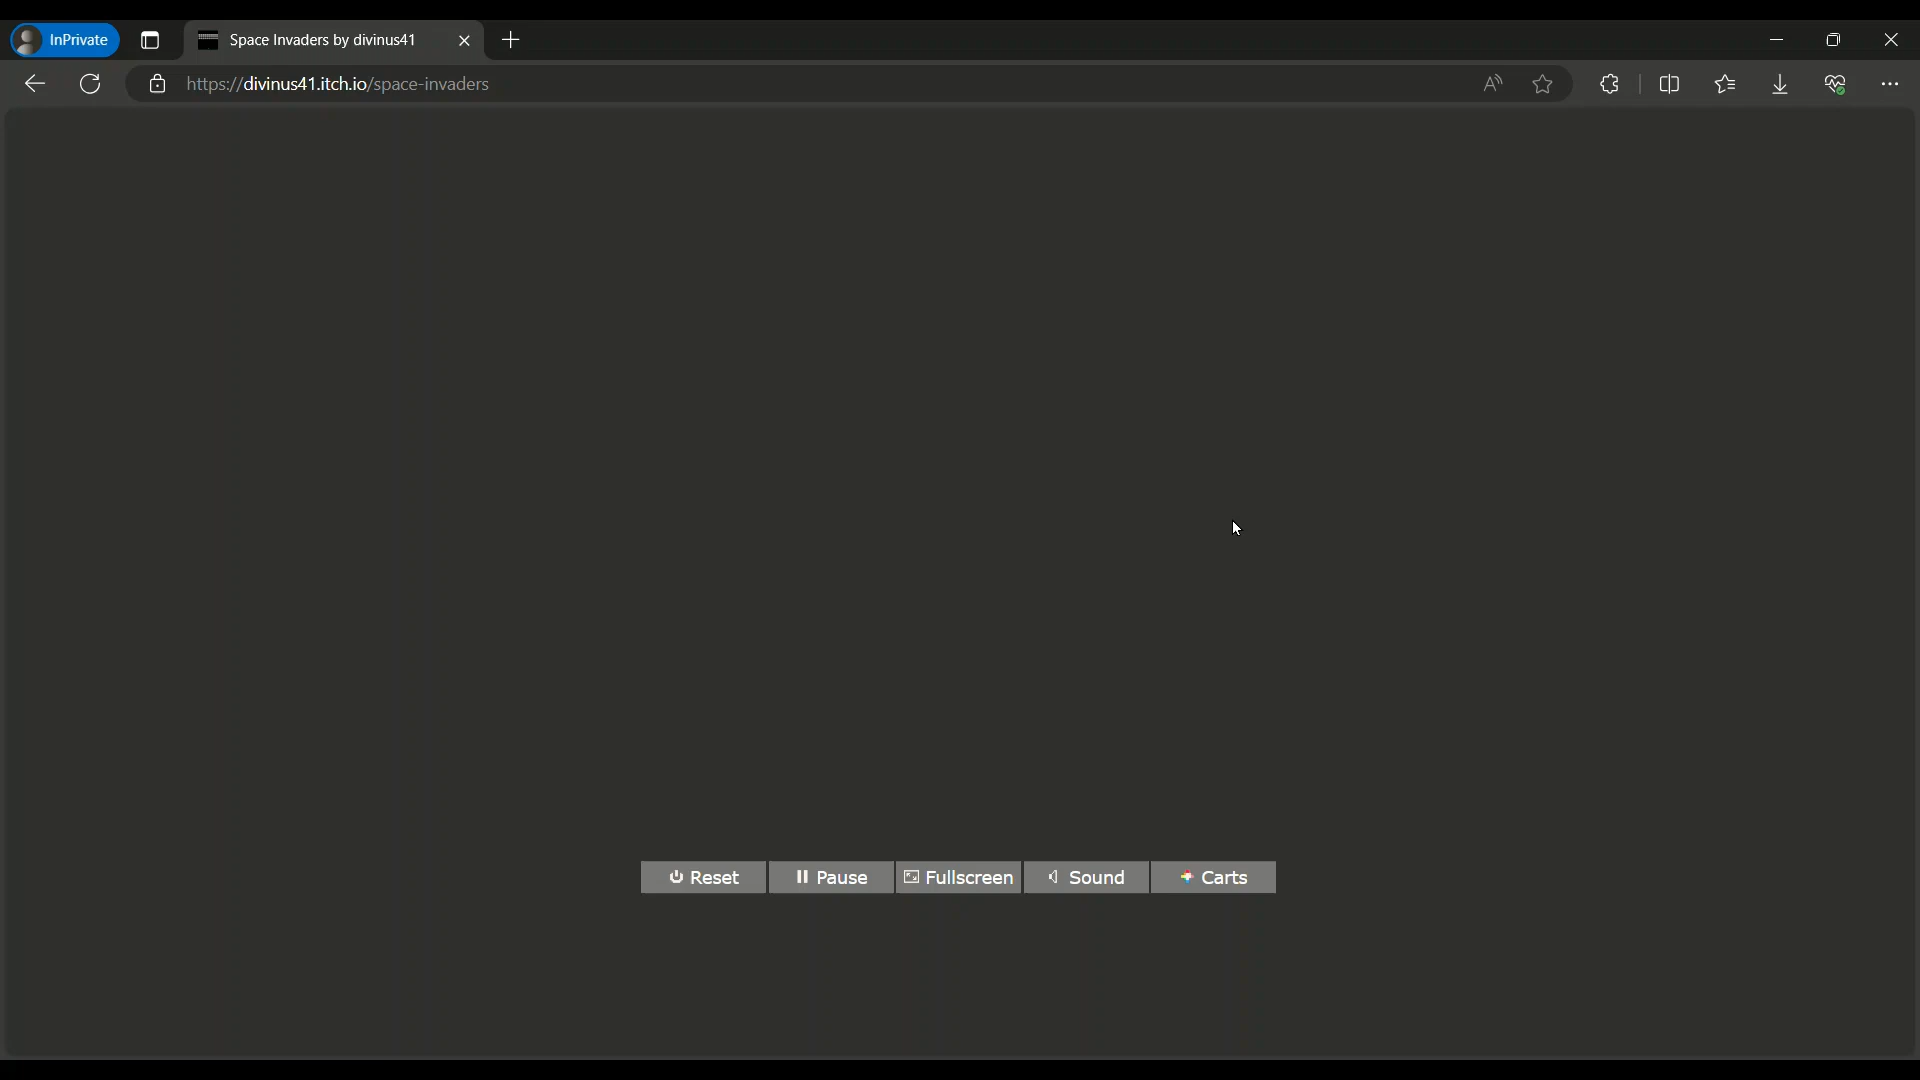 InPrivate
Space Invaders by divinus41
https://divinus41.itch.io/space-invaders
Reset
Pause
Fullscreen
Sound
Carts